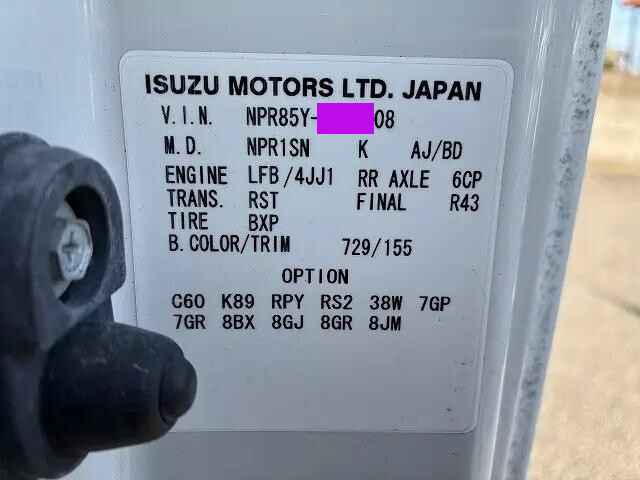 ISUZU MOTORS LTD. JAPAN
V.I.N. NPR85Y- 08
M.D. NPR1SN K AJ/BD
ENGINE LFB/4JJ1 RR AXLE 6CP
TRANS. RST FINAL R43
TIRE BXP
B.COLOR/TRIM 729/155
OPTION
C60 K89 RPY RS2 38W 7GP
7GR 8BX 8GJ 8GR 8JM